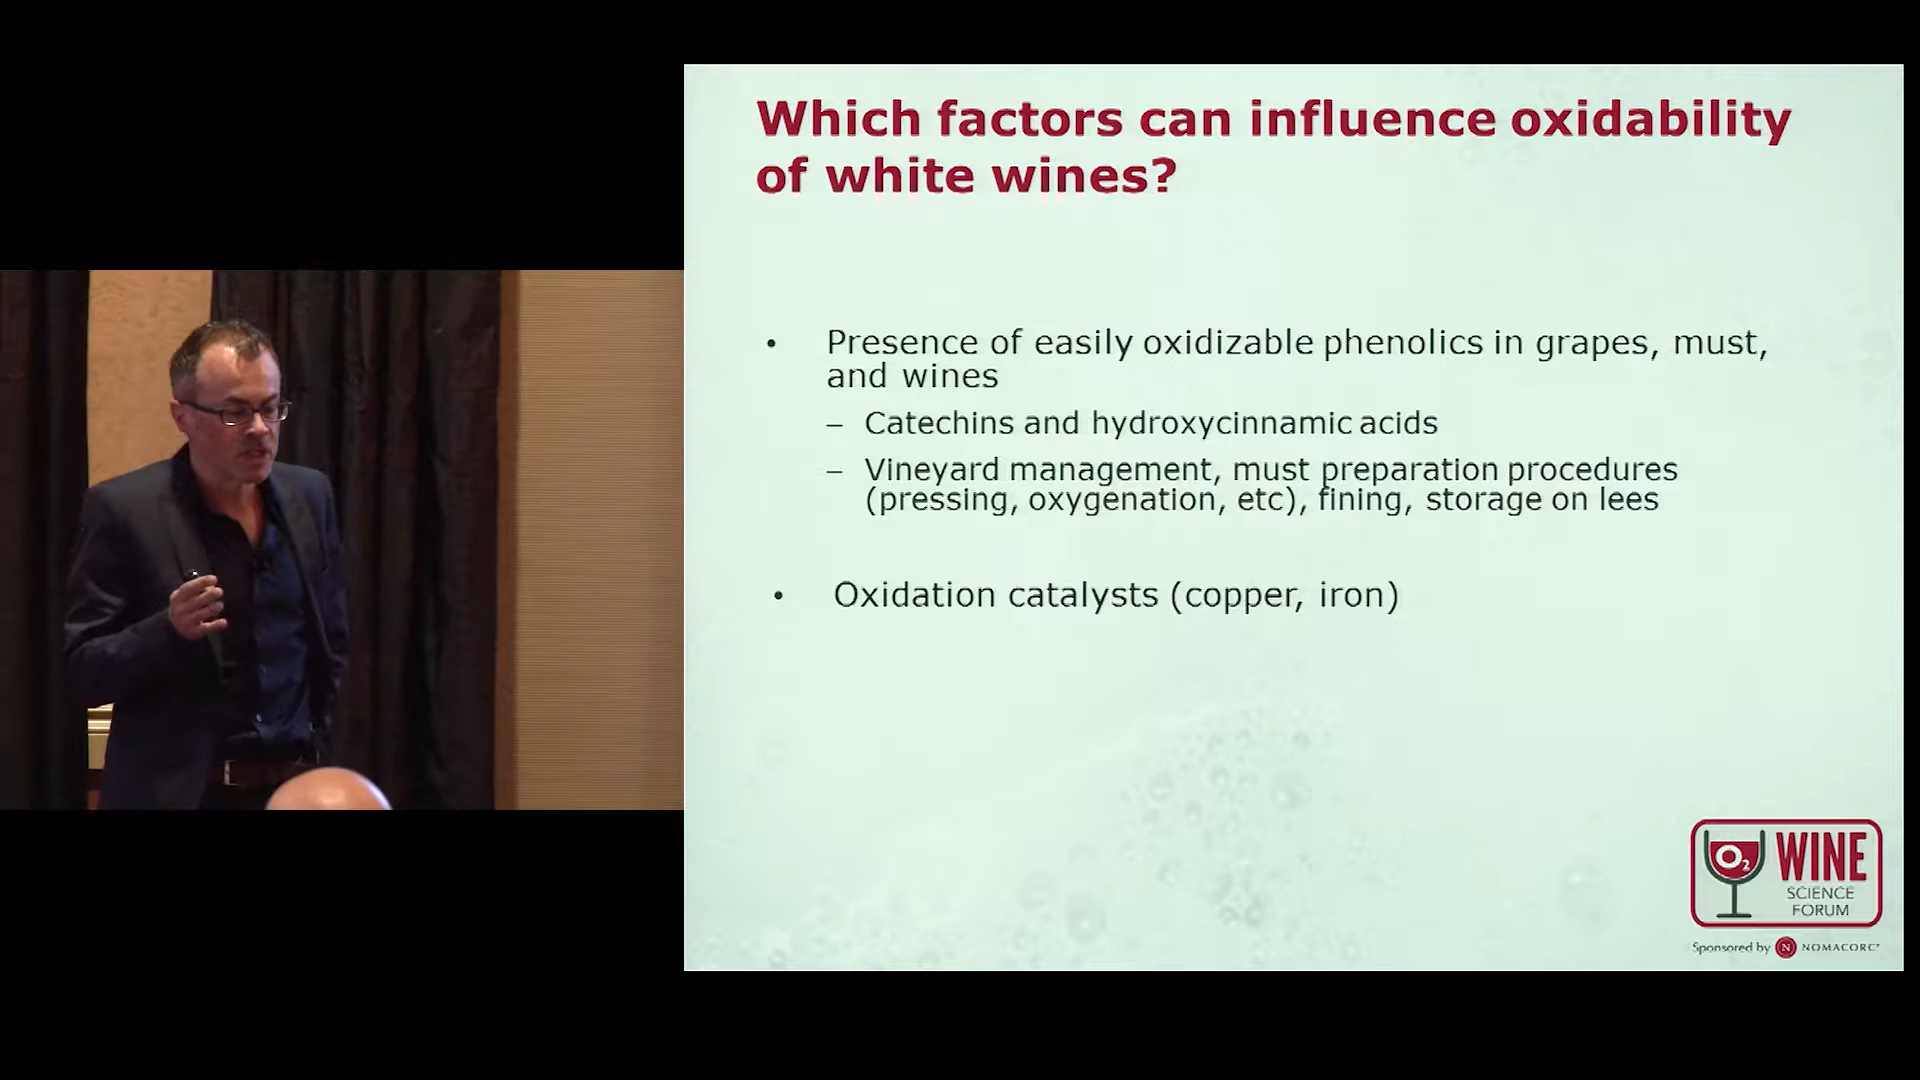 Which factors can influence oxidability
of white wines?
• Presence of easily oxidizable phenolics in grapes, must,
and wines
– Catechins and hydroxycinnamic acids
– Vineyard management, must preparation procedures
(pressing, oxygenation, etc), fining, storage on lees
• Oxidation catalysts (copper, iron)
O2 WINE
SCIENCE
FORUM
Sponsored by N NOMACORC